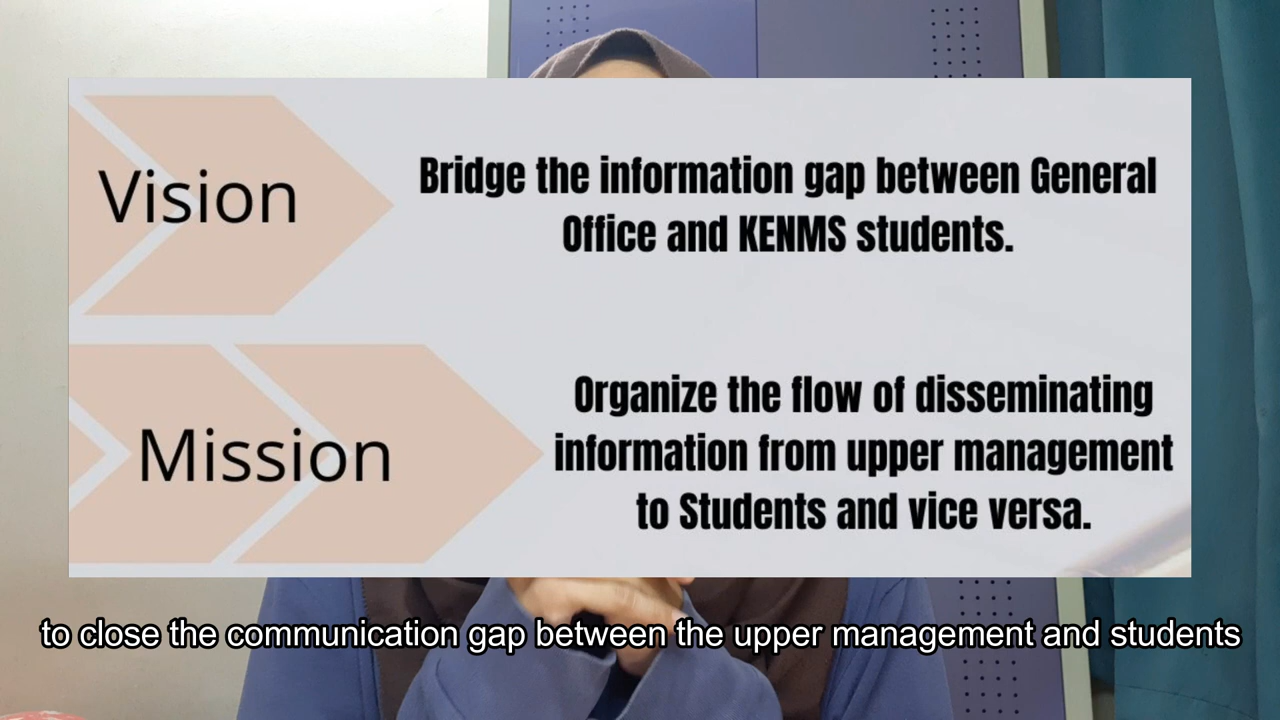 Vision
Bridge the information gap between General
Office and KENMS students.
Mission
Organize the flow of disseminating
information from upper management
to Students and vice versa.
to close the communication gap between the upper management and students